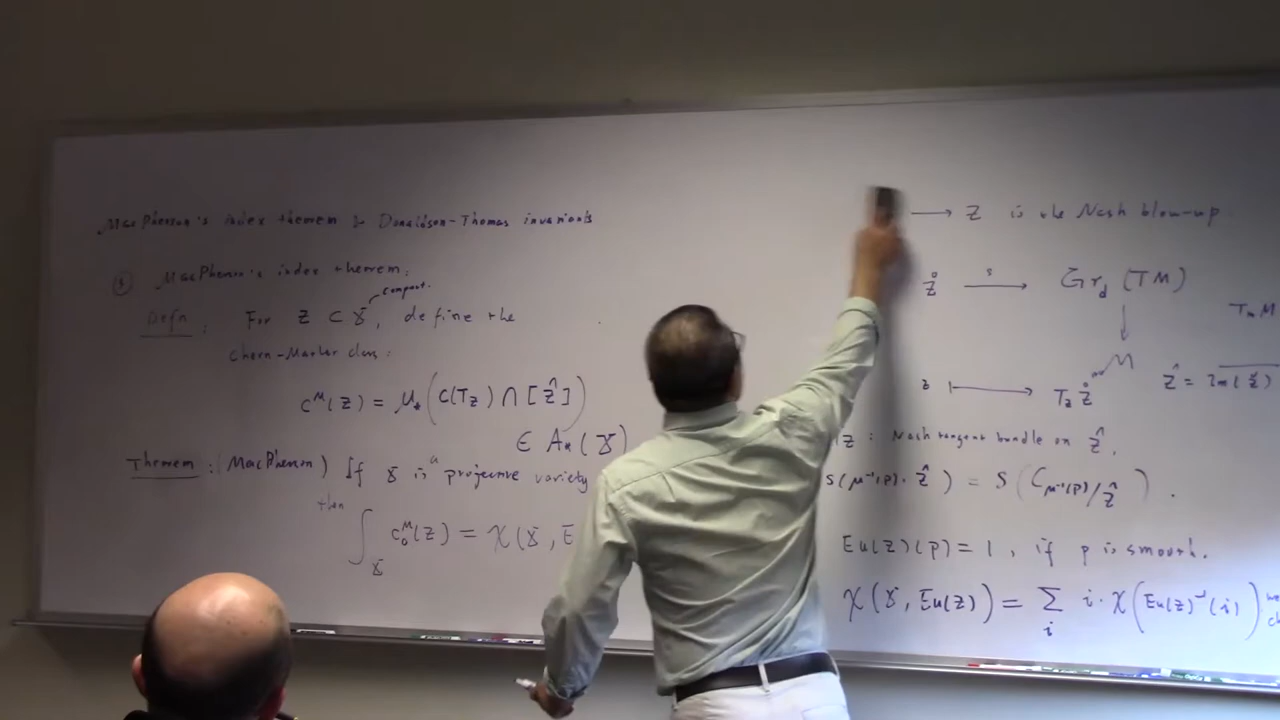 MacPherson's index theorem & Donaldson-Thomas invariants
§ MacPherson's index theorem:
Defn: For Z ⊂ X, define the
compact.
Chern-Mather class:
c^M(Z) = μ_*(c(T_Z) ∩ [Ẑ])
∈ A_*(X)
Theorem: (MacPherson) If X is a projective variety
then
∫_X c_0^M(Z) = χ(X, E
→ Z is the Nash blow-up.
Z̊ --s--> Gr_d(TM)
↓
M
z ↦ T_z Z̊
T_n M
Ẑ = Im(Z̊)
Z: Nash tangent bundle on Ẑ.
S(μ^{-1}(p), Ẑ) = S(C_{μ^{-1}(p)/Ẑ}).
Eu(Z)(p) = 1, if p is smooth.
χ(X, Eu(Z)) = Σ_i i·χ(Eu(Z)^{-1}(i))